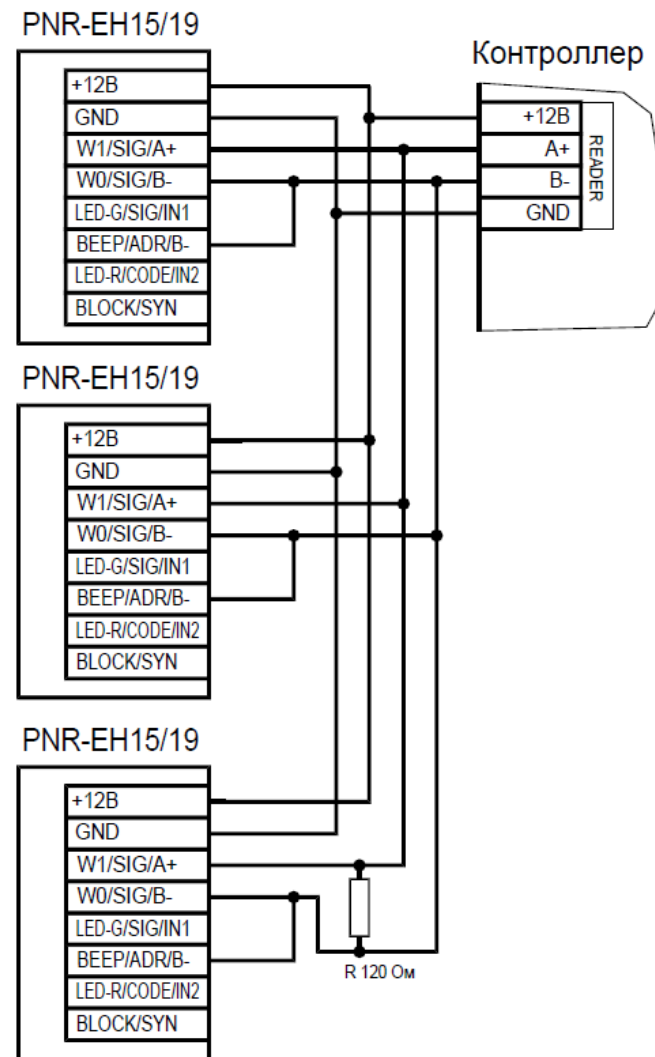 PNR-EH15/19
+12В
GND
W1/SIG/A+
W0/SIG/B-
LED-G/SIG/IN1
BEEP/ADR/B-
LED-R/CODE/IN2
BLOCK/SYN
Контроллер
+12В
A+
B-
GND
READER
PNR-EH15/19
+12В
GND
W1/SIG/A+
W0/SIG/B-
LED-G/SIG/IN1
BEEP/ADR/B-
LED-R/CODE/IN2
BLOCK/SYN
PNR-EH15/19
+12В
GND
W1/SIG/A+
W0/SIG/B-
LED-G/SIG/IN1
BEEP/ADR/B-
LED-R/CODE/IN2
BLOCK/SYN
R 120 Ом